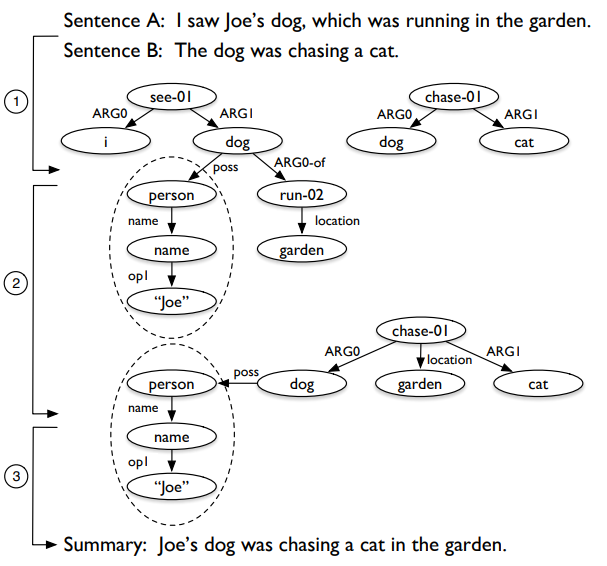 Sentence A: I saw Joe's dog, which was running in the garden.
Sentence B: The dog was chasing a cat.
1
see-01
chase-01
ARG0
ARG1
ARG0
ARG1
i
dog
dog
cat
poss
ARG0-of
person
run-02
name
location
2
name
garden
op1
“Joe”
chase-01
ARG0
location
ARG1
poss
person
dog
garden
cat
name
name
op1
3
“Joe”
Summary: Joe's dog was chasing a cat in the garden.